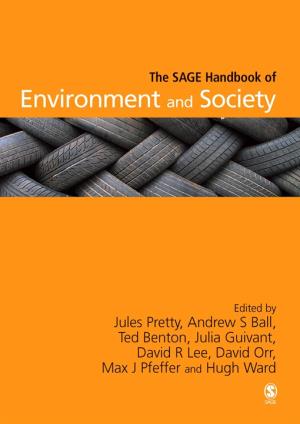 The SAGE Handbook of
Environment and Society
Edited by
Jules Pretty, Andrew S Ball,
Ted Benton, Julia Guivant,
David R Lee, David Orr,
Max J Pfeffer and Hugh Ward
SAGE